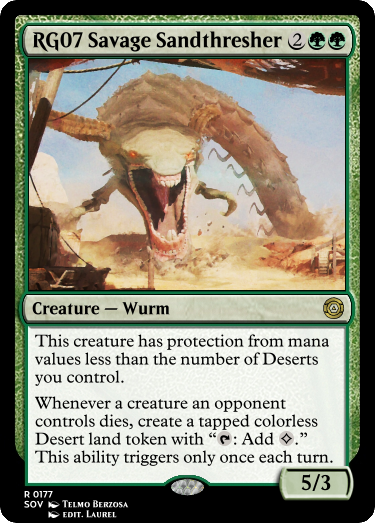 RG07 Savage Sandthresher 2
Creature — Wurm
This creature has protection from mana
values less than the number of Deserts
you control.
Whenever a creature an opponent
controls dies, create a tapped colorless
Desert land token with “: Add .”
This ability triggers only once each turn.
5/3
R 0177
SOV Telmo Berzosa
edit. Laurel